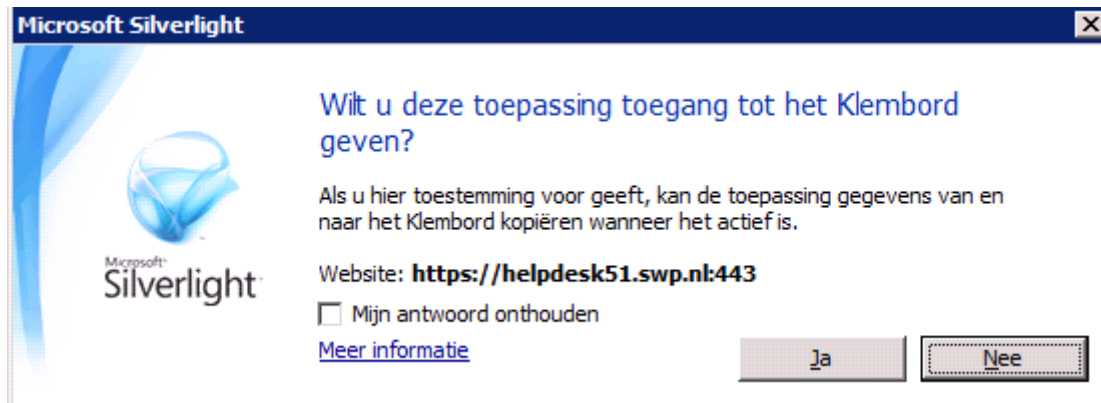 Microsoft Silverlight
Wilt u deze toepassing toegang tot het Klembord
geven?
Als u hier toestemming voor geeft, kan de toepassing gegevens van en
naar het Klembord kopiëren wanneer het actief is.
Microsoft
Silverlight
Website: https://helpdesk51.swp.nl:443
Mijn antwoord onthouden
Meer informatie
Ja
Nee